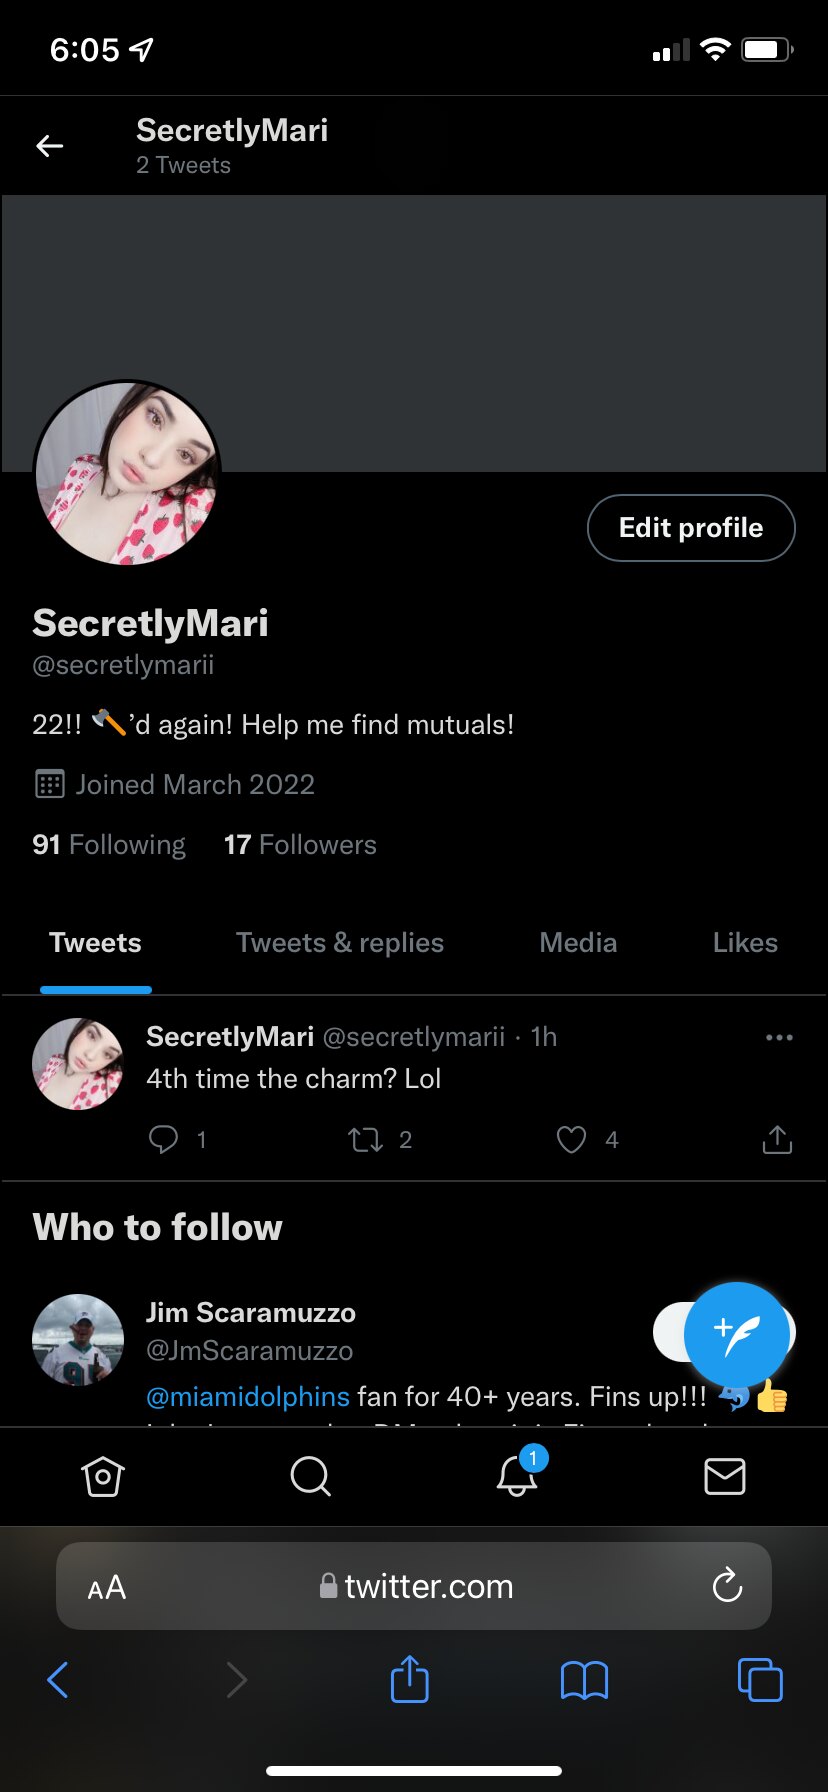 6:05
SecretlyMari
2 Tweets
Edit profile
SecretlyMari
@secretlymarii
22!! 🪓'd again! Help me find mutuals!
Joined March 2022
91 Following 17 Followers
Tweets Tweets & replies Media Likes
SecretlyMari @secretlymarii · 1h
4th time the charm? Lol
1 2 4
Who to follow
Jim Scaramuzzo
@JmScaramuzzo
@miamidolphins fan for 40+ years. Fins up!!! 🐬👍
1
AA twitter.com